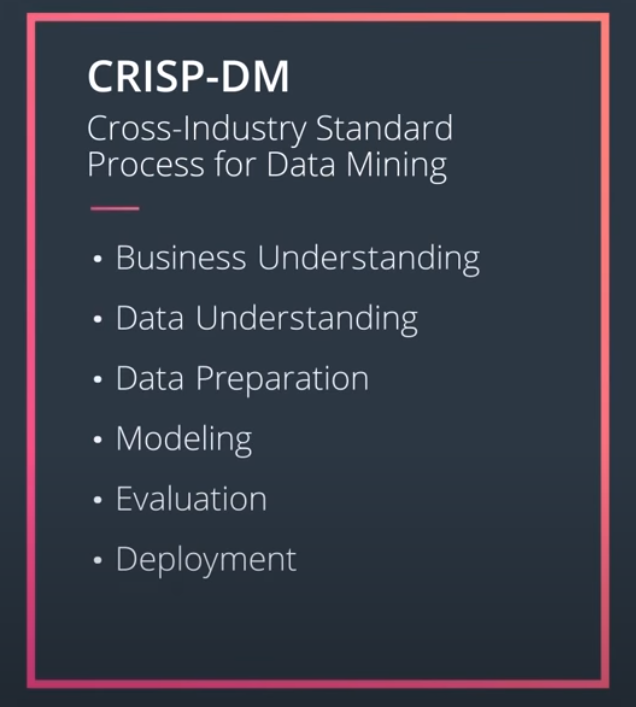 CRISP-DM
Cross-Industry Standard
Process for Data Mining
• Business Understanding
• Data Understanding
• Data Preparation
• Modeling
• Evaluation
• Deployment